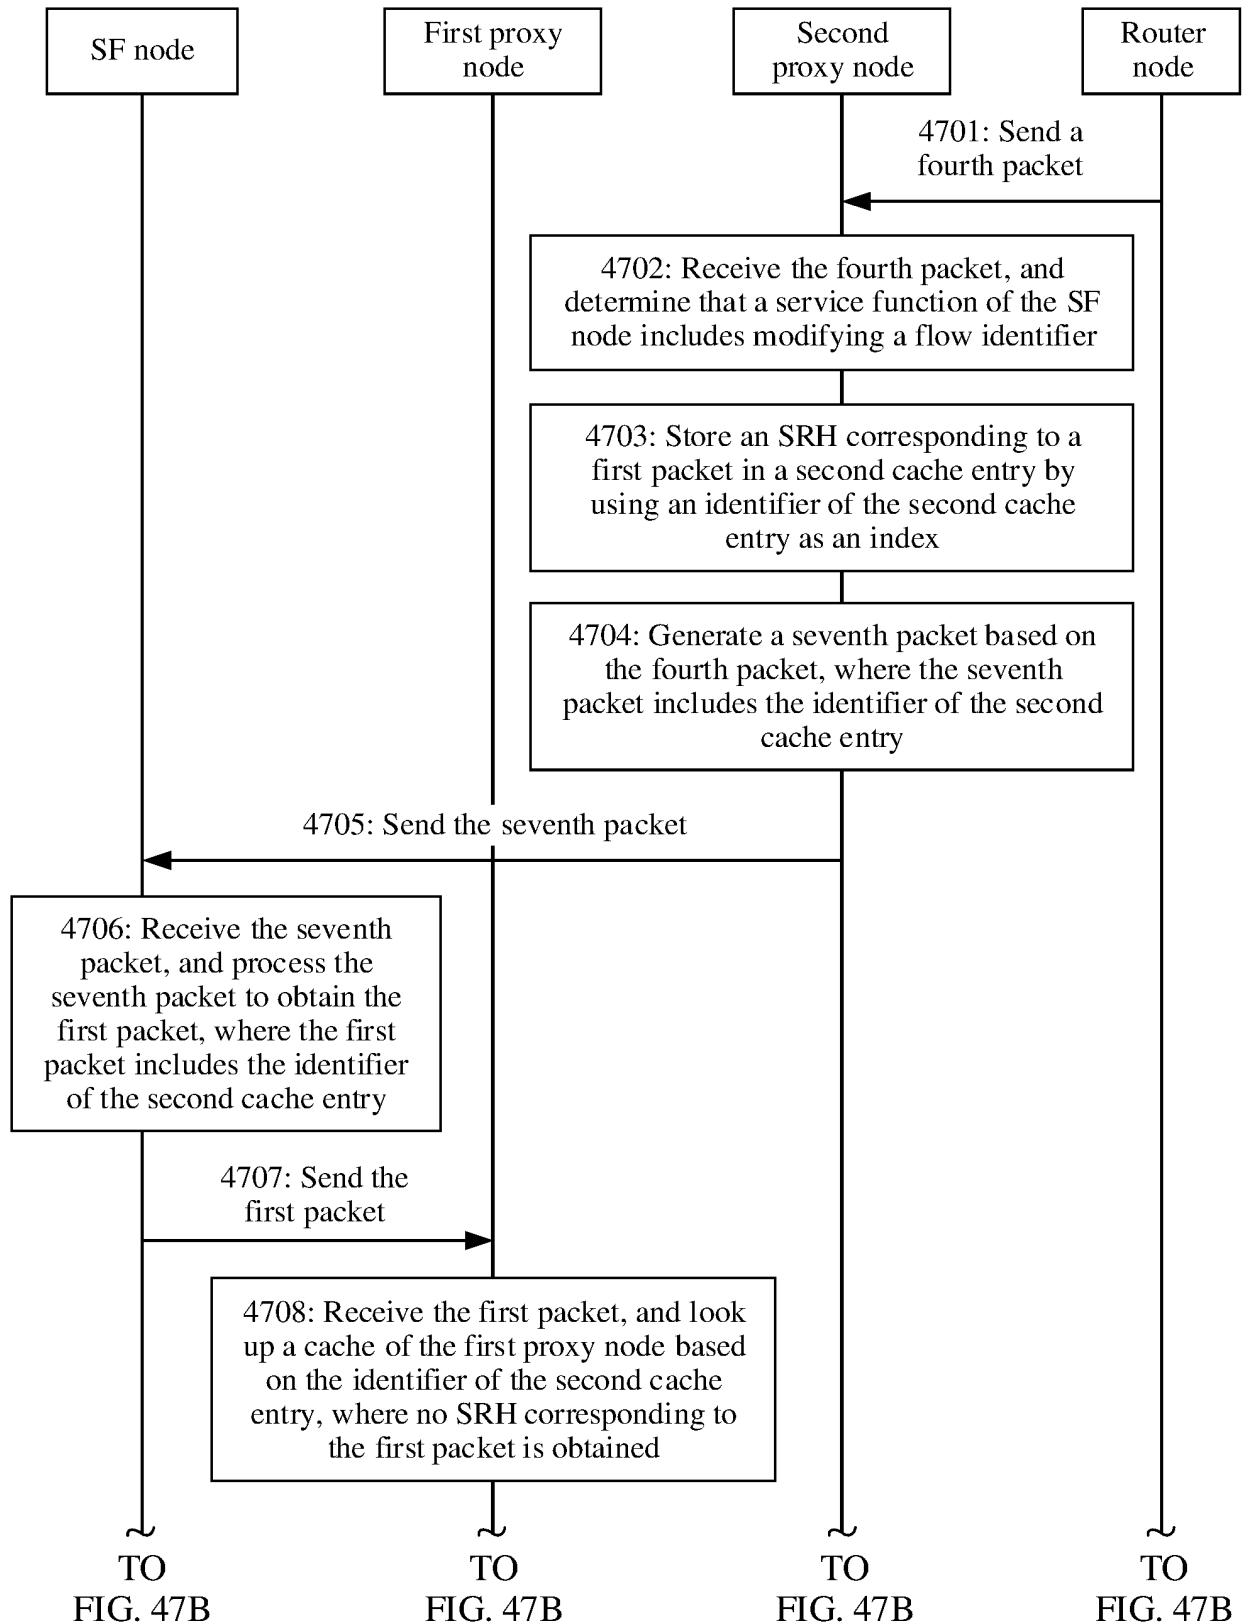 SF node
First proxy
node
Second
proxy node
Router
node
4701: Send a
fourth packet
4702: Receive the fourth packet, and
determine that a service function of the SF
node includes modifying a flow identifier
4703: Store an SRH corresponding to a
first packet in a second cache entry by
using an identifier of the second cache
entry as an index
4704: Generate a seventh packet based on
the fourth packet, where the seventh
packet includes the identifier of the second
cache entry
4705: Send the seventh packet
4706: Receive the seventh
packet, and process the
seventh packet to obtain the
first packet, where the first
packet includes the identifier
of the second cache entry
4707: Send the
first packet
4708: Receive the first packet, and look
up a cache of the first proxy node based
on the identifier of the second cache
entry, where no SRH corresponding to
the first packet is obtained
TO
FIG. 47B
TO
FIG. 47B
TO
FIG. 47B
TO
FIG. 47B